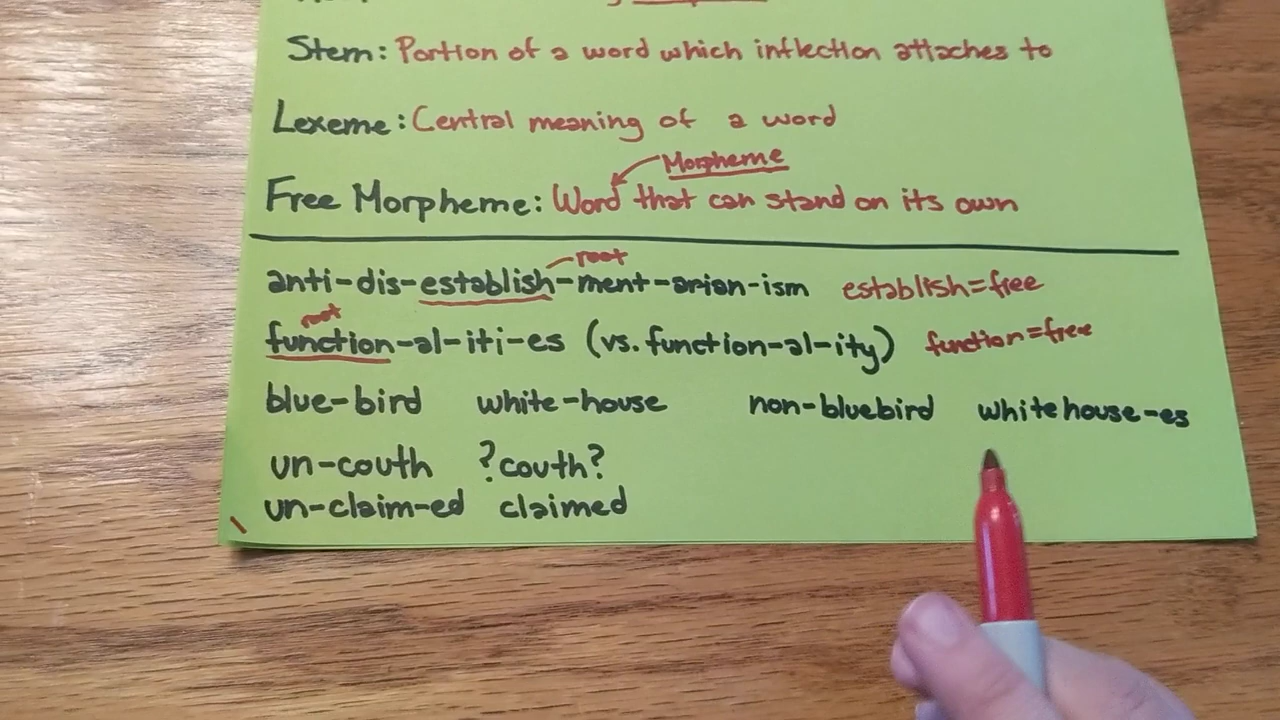 Stem: Portion of a word which inflection attaches to
Lexeme: Central meaning of a word
Morpheme
Free Morpheme: Word that can stand on its own
root
anti-dis-establish-ment-arian-ism establish=free
root
function-al-iti-es (vs. function-al-ity) function=free
blue-bird white-house non-bluebird whitehouse-es
un-couth ?couth?
un-claim-ed claimed